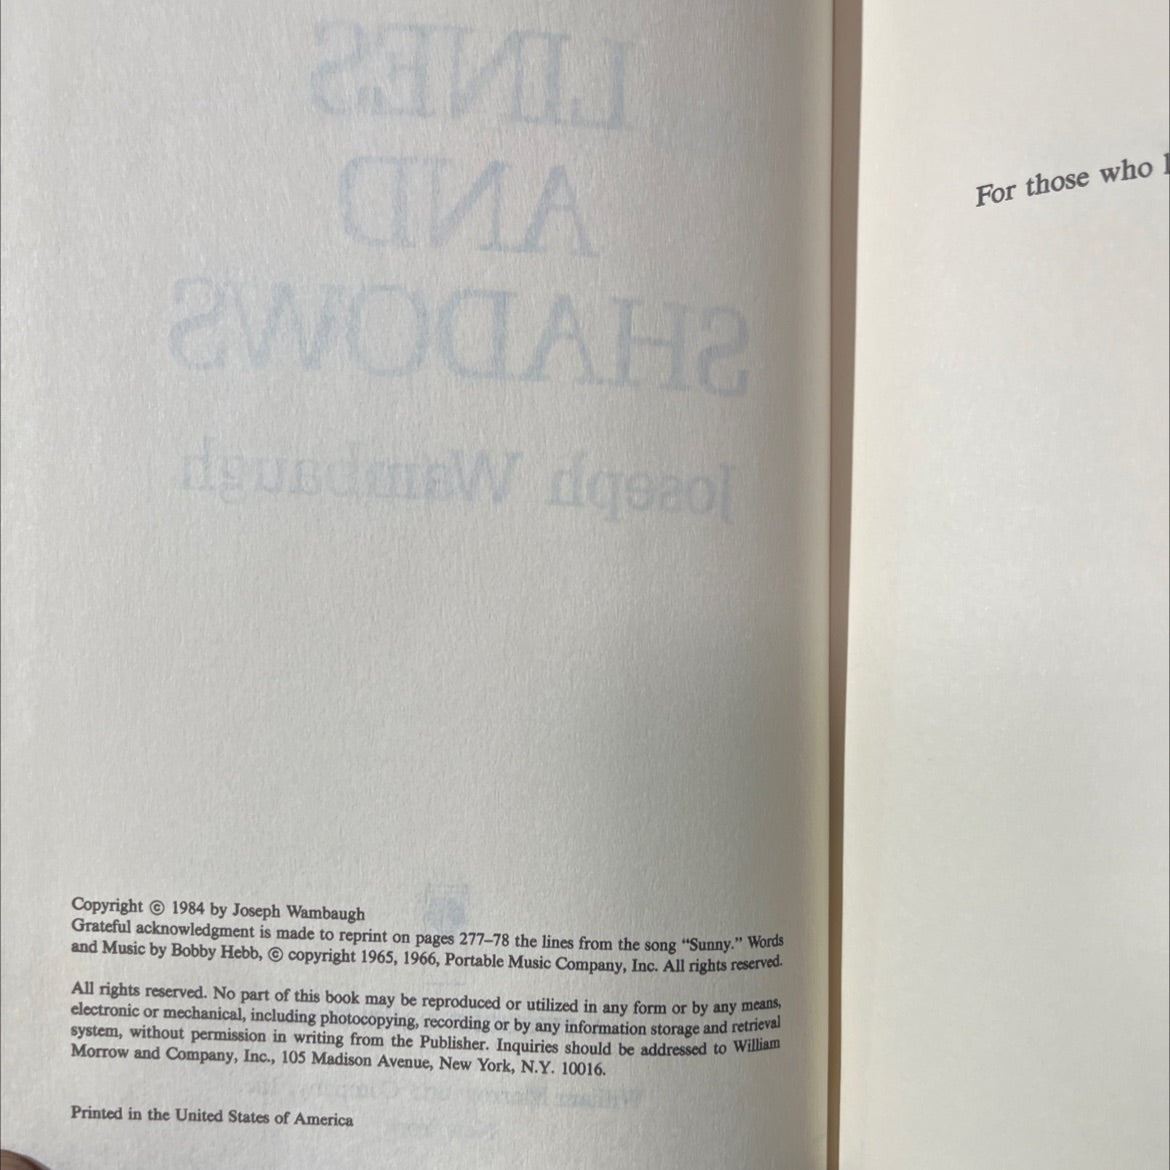 LINES
AND
SHADOWS
Joseph Wambaugh
For those who
Copyright © 1984 by Joseph Wambaugh
Grateful acknowledgment is made to reprint on pages 277–78 the lines from the song “Sunny.” Words
and Music by Bobby Hebb, © copyright 1965, 1966, Portable Music Company, Inc. All rights reserved.
All rights reserved. No part of this book may be reproduced or utilized in any form or by any means,
electronic or mechanical, including photocopying, recording or by any information storage and retrieval
system, without permission in writing from the Publisher. Inquiries should be addressed to William
Morrow and Company, Inc., 105 Madison Avenue, New York, N.Y. 10016.
Printed in the United States of America